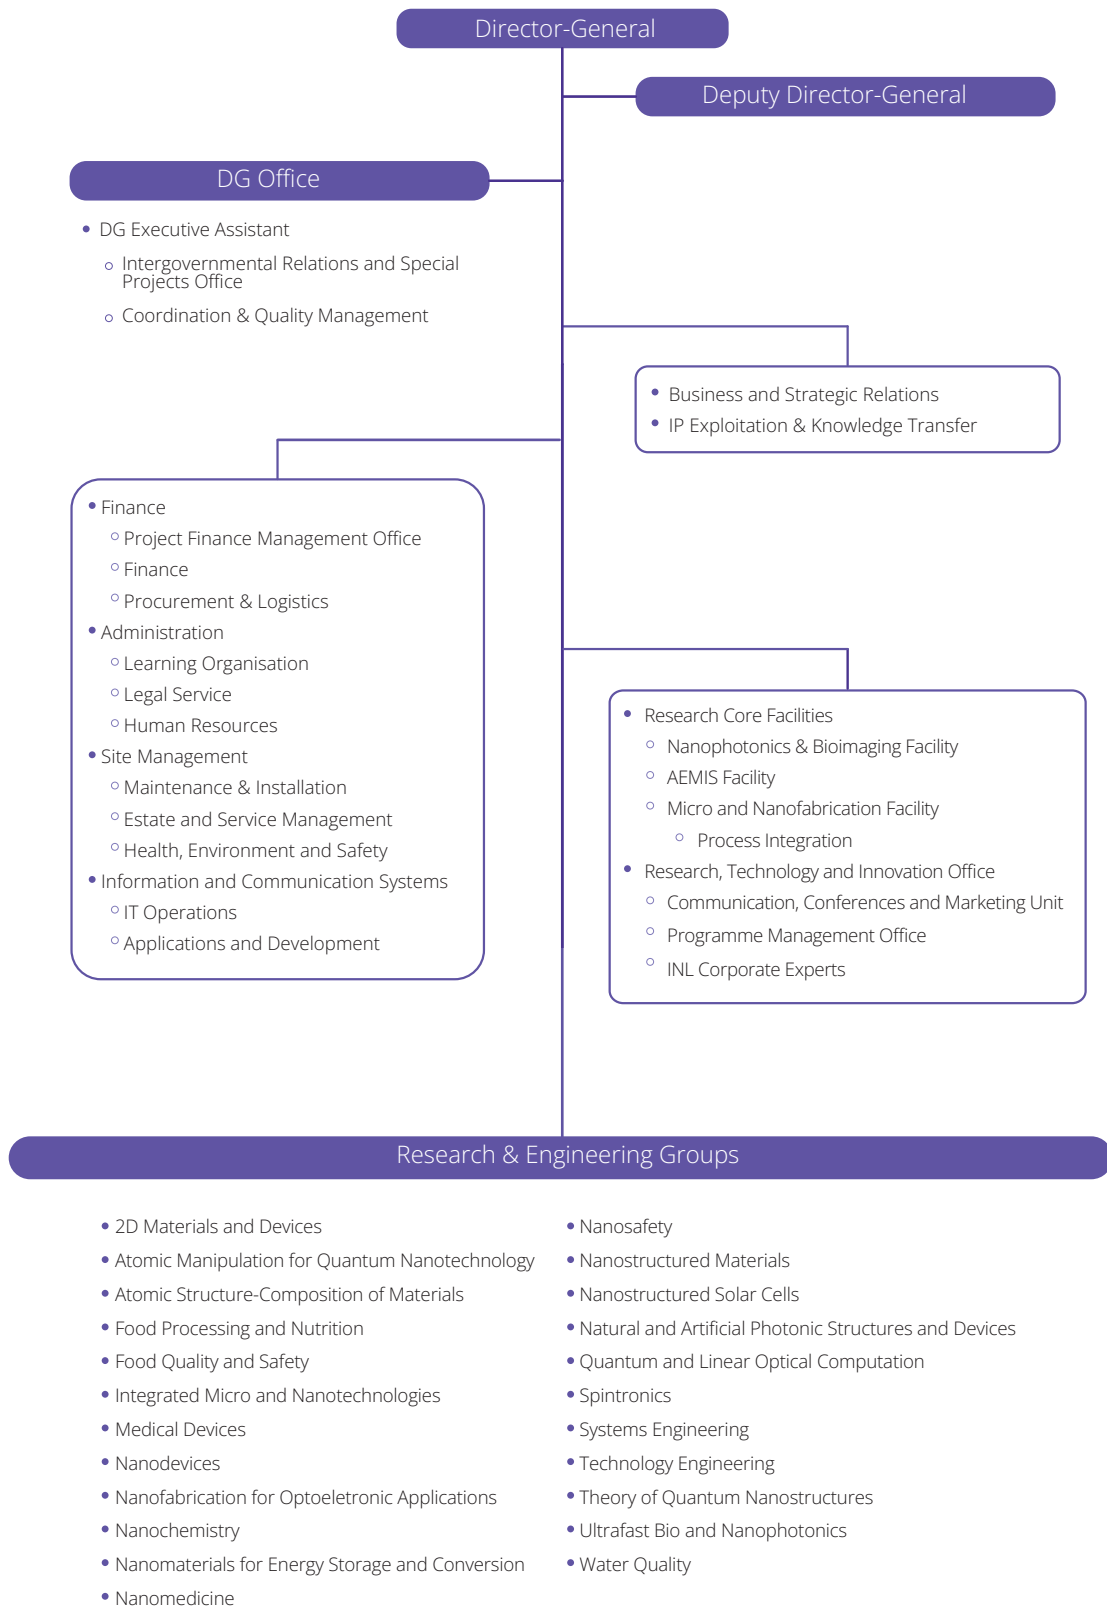 Director-General
Deputy Director-General
DG Office
DG Executive Assistant
Intergovernmental Relations and Special
Projects Office
Coordination & Quality Management
Business and Strategic Relations
IP Exploitation & Knowledge Transfer
Finance
Project Finance Management Office
Finance
Procurement & Logistics
Administration
Learning Organisation
Legal Service
Human Resources
Site Management
Maintenance & Installation
Estate and Service Management
Health, Environment and Safety
Information and Communication Systems
IT Operations
Applications and Development
Research Core Facilities
Nanophotonics & Bioimaging Facility
AEMIS Facility
Micro and Nanofabrication Facility
Process Integration
Research, Technology and Innovation Office
Communication, Conferences and Marketing Unit
Programme Management Office
INL Corporate Experts
Research & Engineering Groups
2D Materials and Devices
Atomic Manipulation for Quantum Nanotechnology
Atomic Structure-Composition of Materials
Food Processing and Nutrition
Food Quality and Safety
Integrated Micro and Nanotechnologies
Medical Devices
Nanodevices
Nanofabrication for Optoeletronic Applications
Nanochemistry
Nanomaterials for Energy Storage and Conversion
Nanomedicine
Nanosafety
Nanostructured Materials
Nanostructured Solar Cells
Natural and Artificial Photonic Structures and Devices
Quantum and Linear Optical Computation
Spintronics
Systems Engineering
Technology Engineering
Theory of Quantum Nanostructures
Ultrafast Bio and Nanophotonics
Water Quality